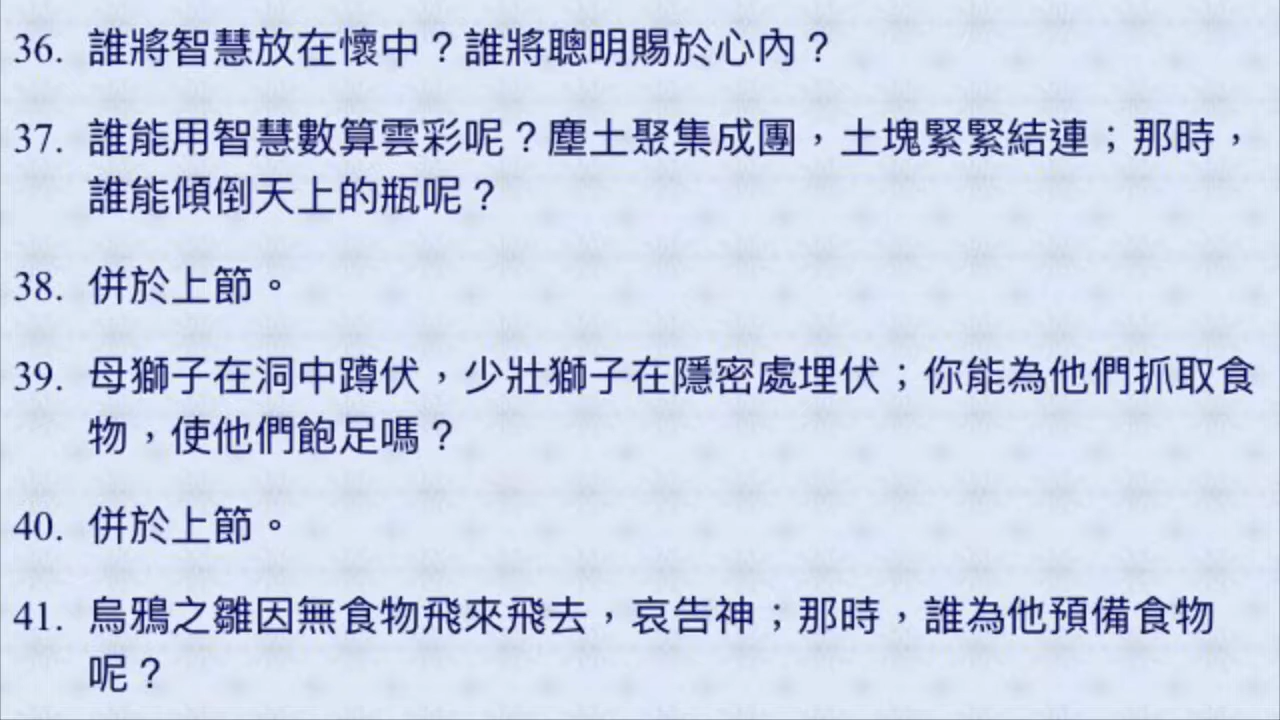 36. 誰將智慧放在懷中？誰將聰明賜於心內？
37. 誰能用智慧數算雲彩呢？塵土聚集成團，土塊緊緊結連；那時，
誰能傾倒天上的瓶呢？
38. 併於上節。
39. 母獅子在洞中蹲伏，少壯獅子在隱密處埋伏；你能為他們抓取食
物，使他們飽足嗎？
40. 併於上節。
41. 烏鴉之雛因無食物飛來飛去，哀告神；那時，誰為他預備食物
呢？